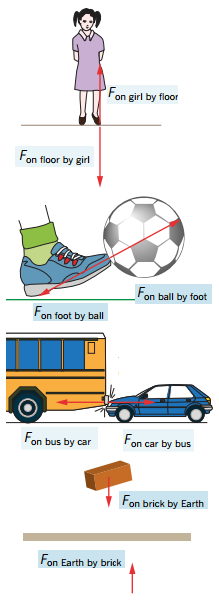 F on girl by floor
F on floor by girl
F on ball by foot
F on foot by ball
F on bus by car
F on car by bus
F on brick by Earth
F on Earth by brick